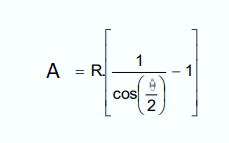 A = R.[ 1 / cos( /2) − 1 ]